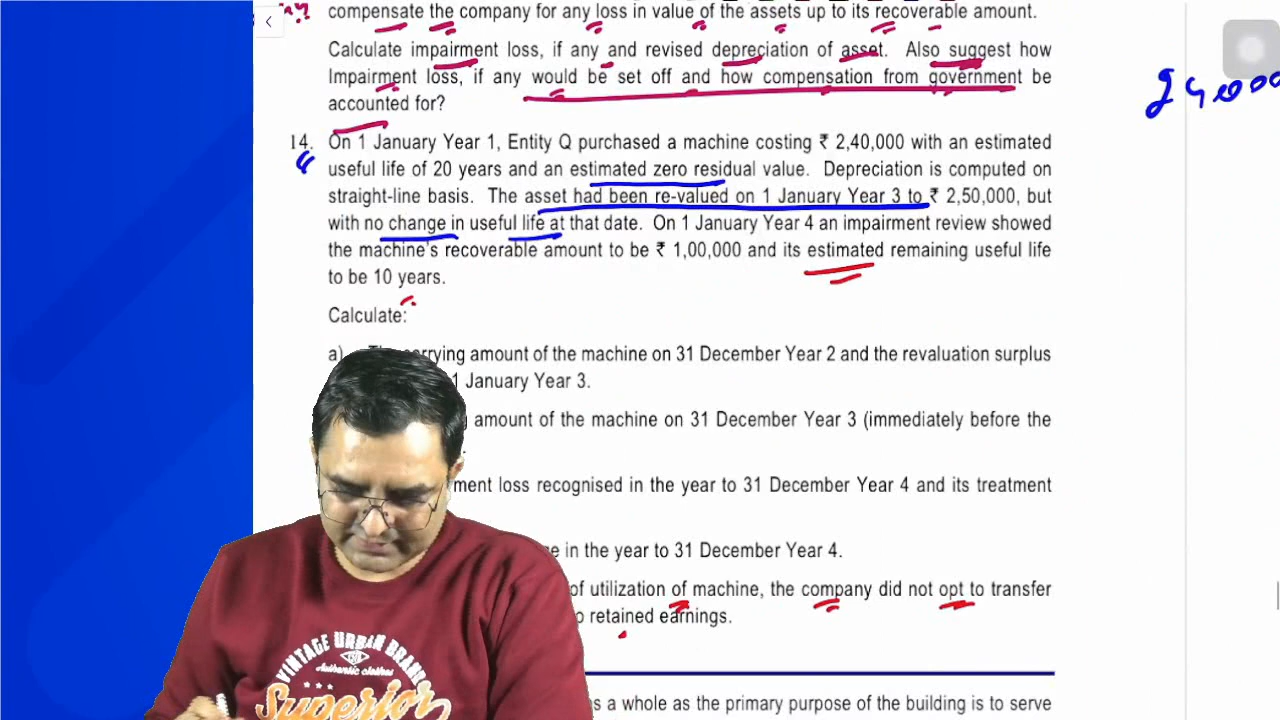 compensate the company for any loss in value of the assets up to its recoverable amount.
Calculate impairment loss, if any and revised depreciation of asset. Also suggest how
Impairment loss, if any would be set off and how compensation from government be
accounted for?
14. On 1 January Year 1, Entity Q purchased a machine costing ₹ 2,40,000 with an estimated
useful life of 20 years and an estimated zero residual value. Depreciation is computed on
straight-line basis. The asset had been re-valued on 1 January Year 3 to ₹ 2,50,000, but
with no change in useful life at that date. On 1 January Year 4 an impairment review showed
the machine's recoverable amount to be ₹ 1,00,000 and its estimated remaining useful life
to be 10 years.
Calculate:
a) carrying amount of the machine on 31 December Year 2 and the revaluation surplus
1 January Year 3.
amount of the machine on 31 December Year 3 (immediately before the
loss recognised in the year to 31 December Year 4 and its treatment
in the year to 31 December Year 4.
of utilization of machine, the company did not opt to transfer
retained earnings.
as a whole as the primary purpose of the building is to serve
VINTAGE URBAN BRAND
Authentic clothes
Superior